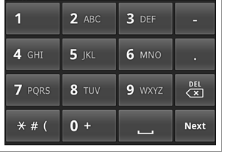 1 2 ABC 3 DEF -
4 GHI 5 JKL 6 MNO .
7 PQRS 8 TUV 9 WXYZ DEL
* # ( 0 + Next